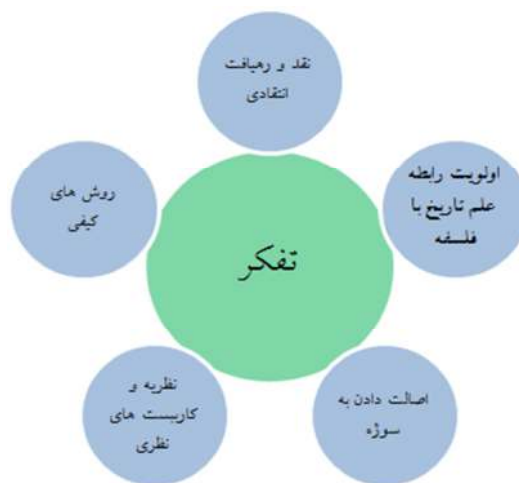 نقد و رهیافت
انتقادی
اولویت رابطه
علم تاریخ با
فلسفه
روش های
کیفی
تفکر
اصالت دادن به
سوژه
نظریه و
کاربست های
نظری